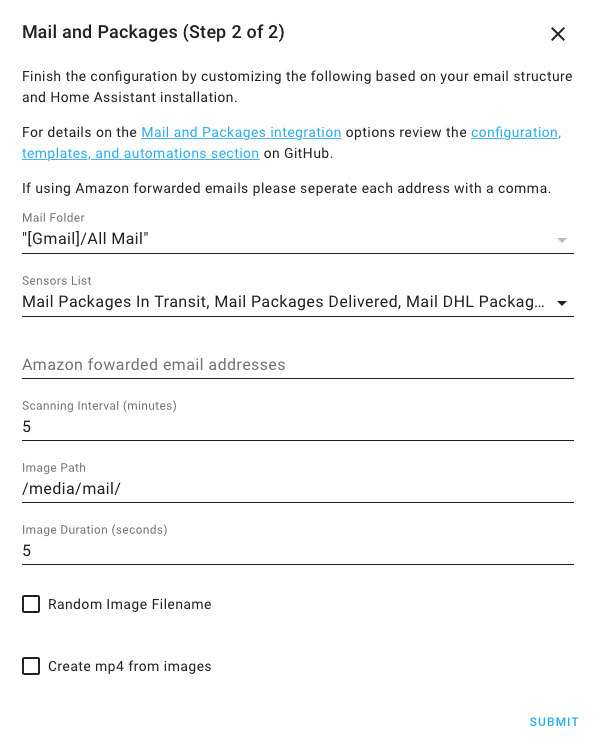 Mail and Packages (Step 2 of 2)
Finish the configuration by customizing the following based on your email structure
and Home Assistant installation.
For details on the Mail and Packages integration options review the configuration,
templates, and automations section on GitHub.
If using Amazon forwarded emails please seperate each address with a comma.
Mail Folder
"[Gmail]/All Mail"
Sensors List
Mail Packages In Transit, Mail Packages Delivered, Mail DHL Packag...
Amazon fowarded email addresses
Scanning Interval (minutes)
5
Image Path
/media/mail/
Image Duration (seconds)
5
Random Image Filename
Create mp4 from images
SUBMIT